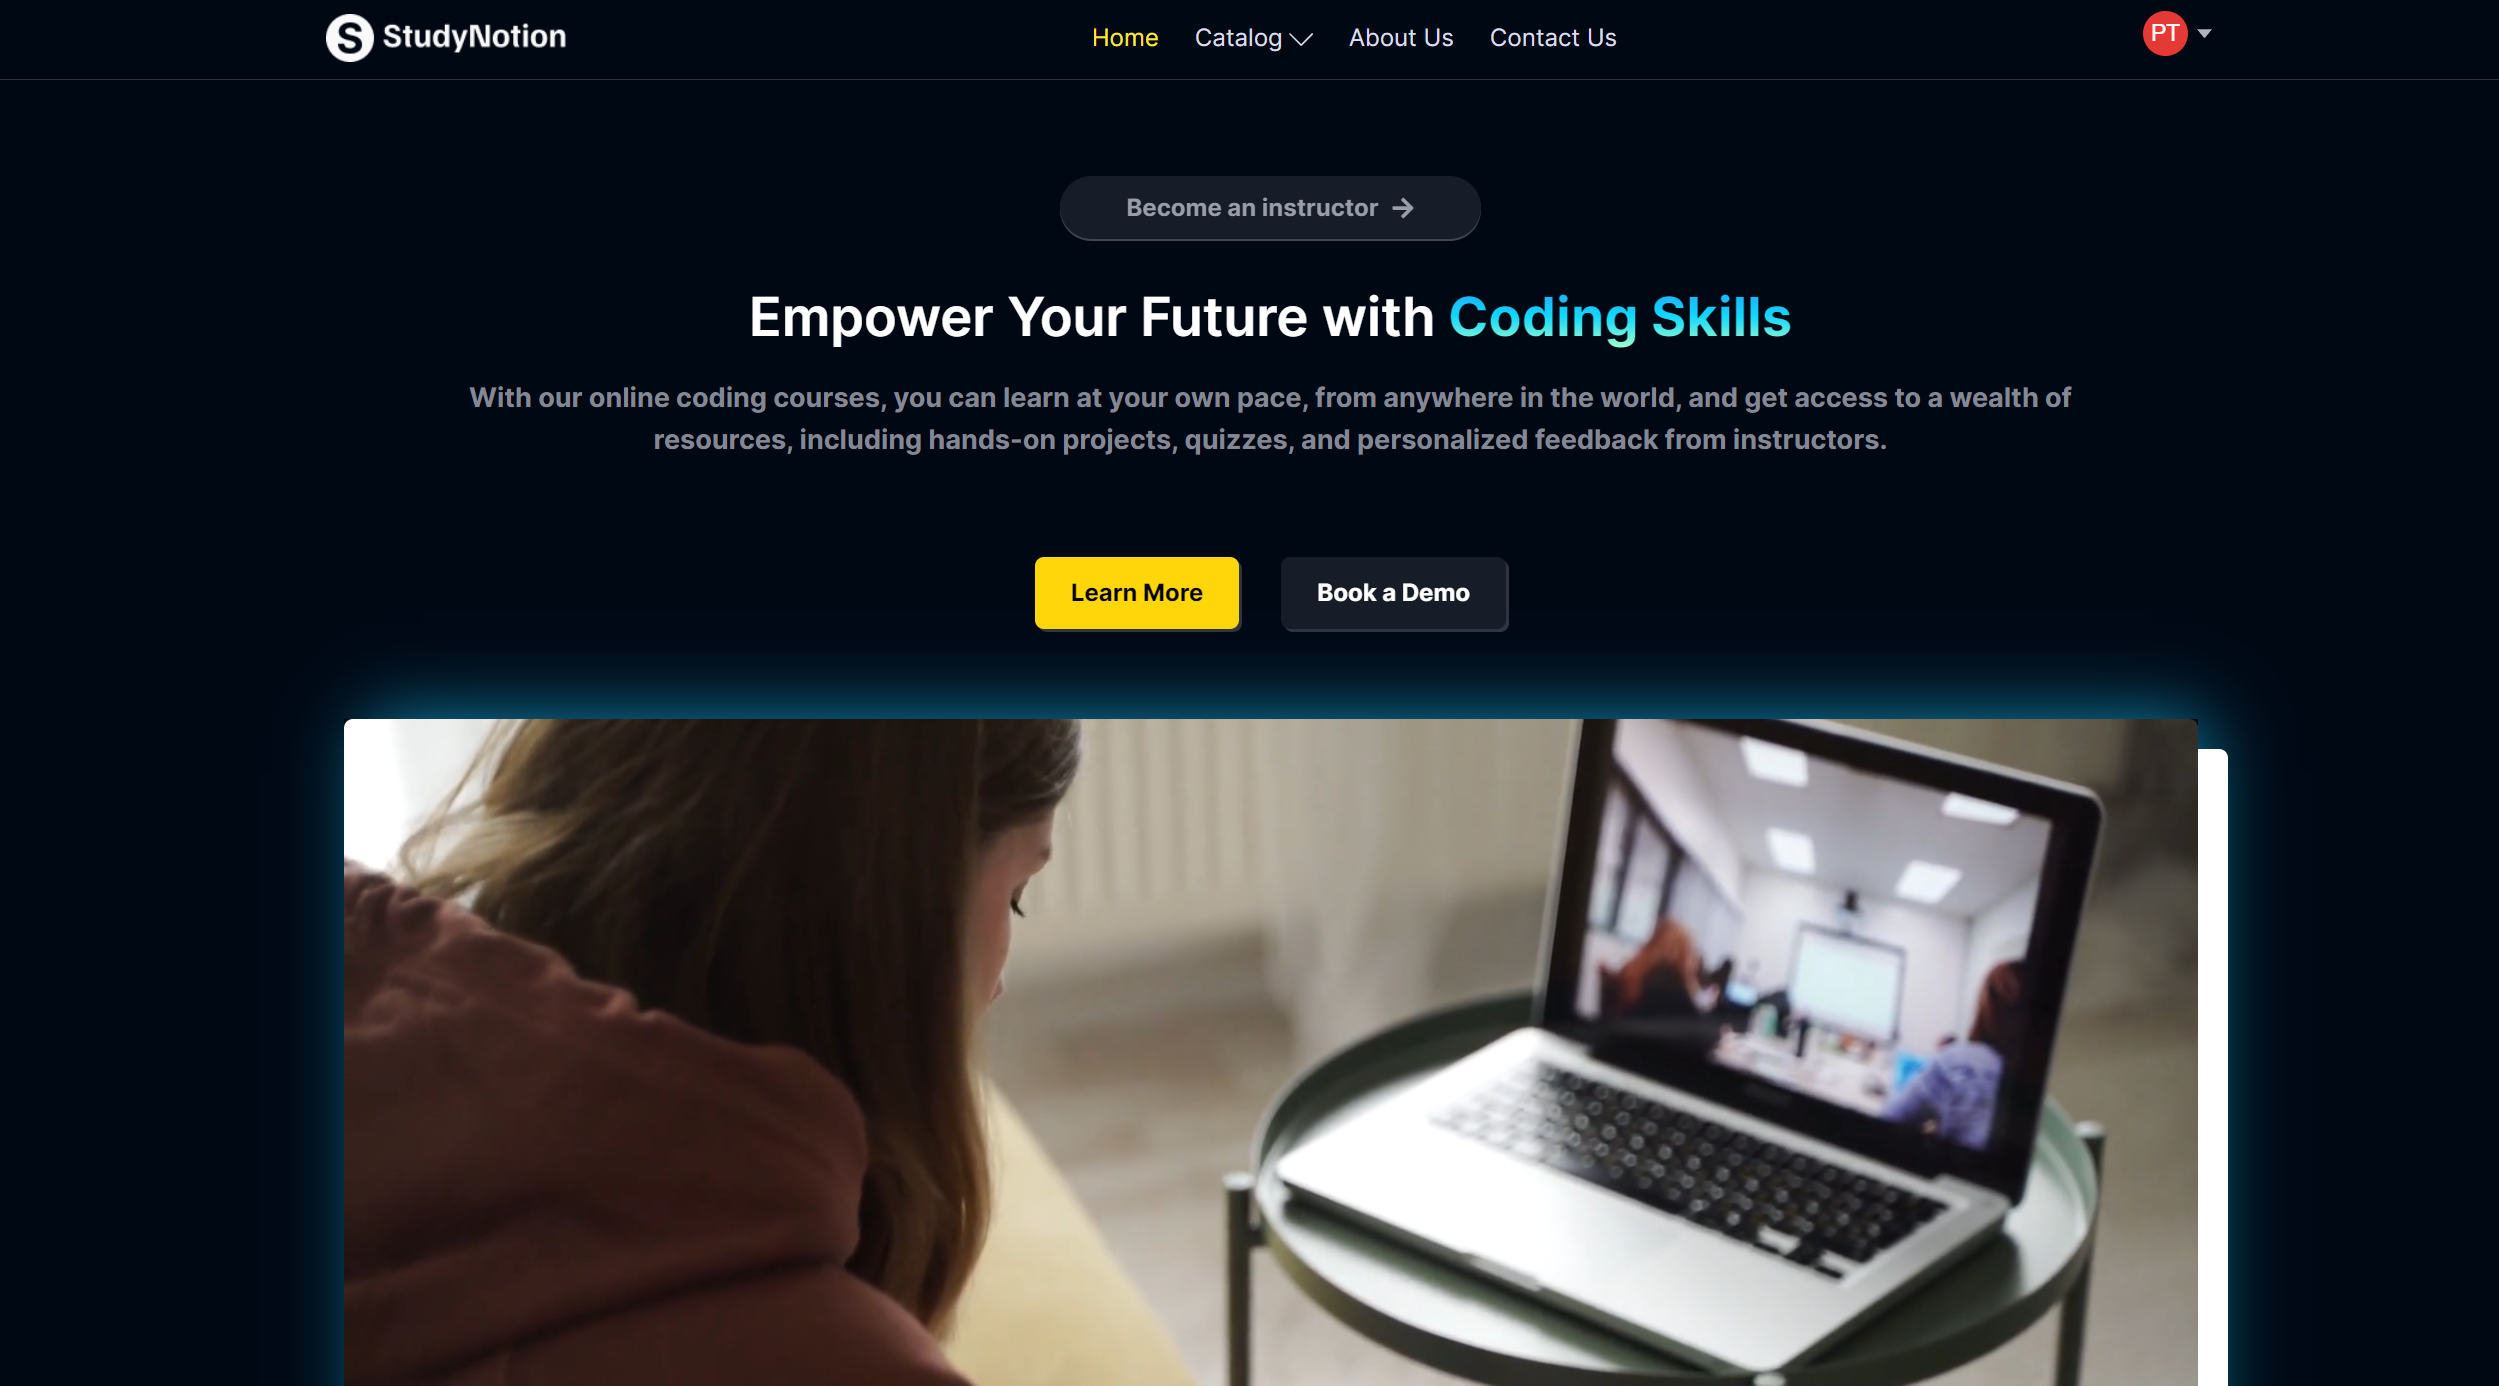 StudyNotion
Home Catalog About Us Contact Us
PT
Become an instructor
Empower Your Future with Coding Skills
With our online coding courses, you can learn at your own pace, from anywhere in the world, and get access to a wealth of
resources, including hands-on projects, quizzes, and personalized feedback from instructors.
Learn More Book a Demo